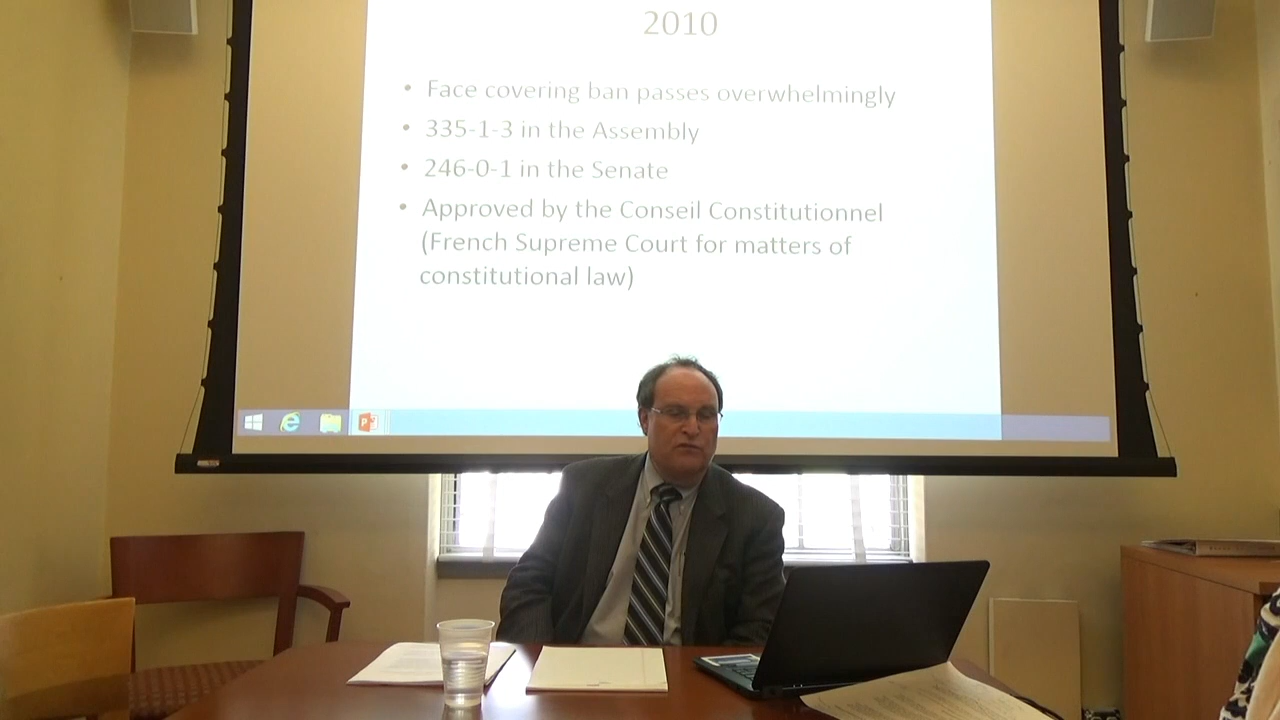 2010
• Face covering ban passes overwhelmingly
• 335-1-3 in the Assembly
• 246-0-1 in the Senate
• Approved by the Conseil Constitutionnel
(French Supreme Court for matters of
constitutional law)